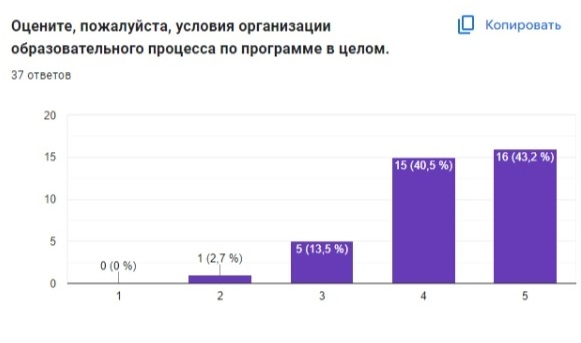 Оцените, пожалуйста, условия организации
образовательного процесса по программе в целом.
Копировать
37 ответов
20
15
10
5
0
0 (0 %)
1 (2,7 %)
5 (13,5 %)
15 (40,5 %)
16 (43,2 %)
1
2
3
4
5